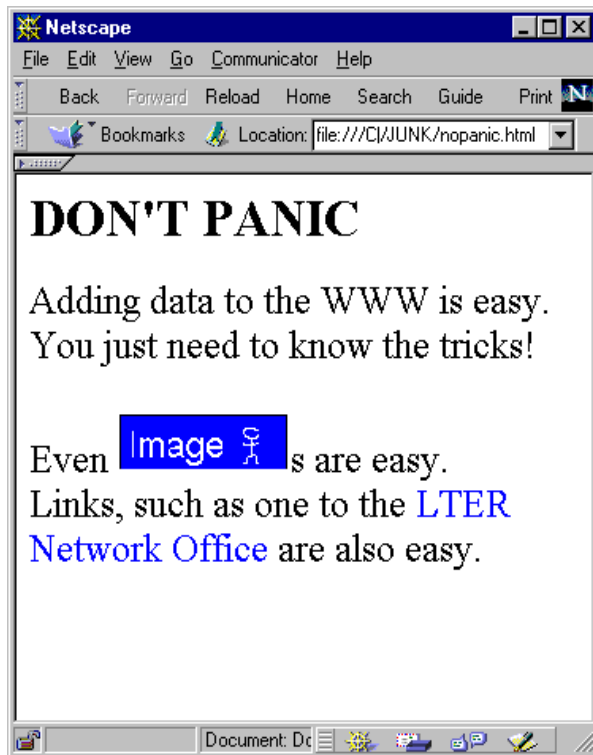 Netscape
File Edit View Go Communicator Help
Back Forward Reload Home Search Guide Print N
Bookmarks Location: file:///C|/JUNK/nopanic.html
DON'T PANIC
Adding data to the WWW is easy.
You just need to know the tricks!
Even Image s are easy.
Links, such as one to the LTER
Network Office are also easy.
Document: Do